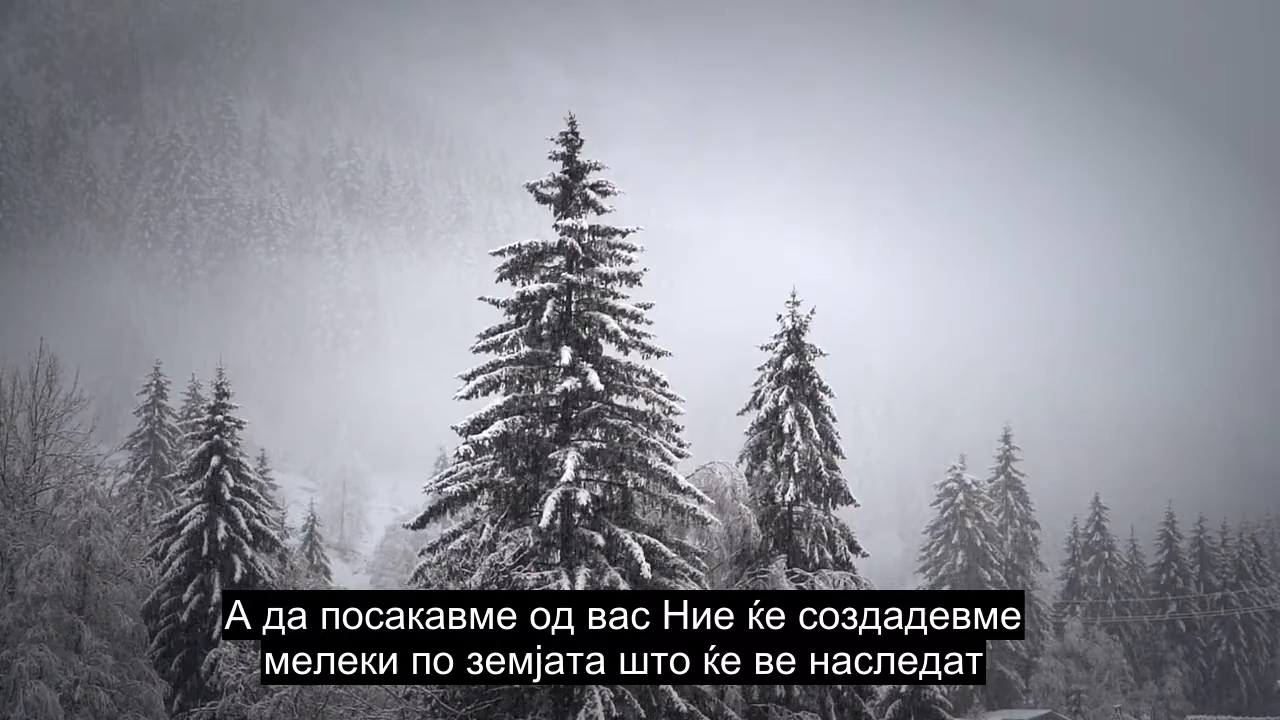 А да посакавме од вас Ние ќе создадевме
мелеки по земјата што ќе ве наследат